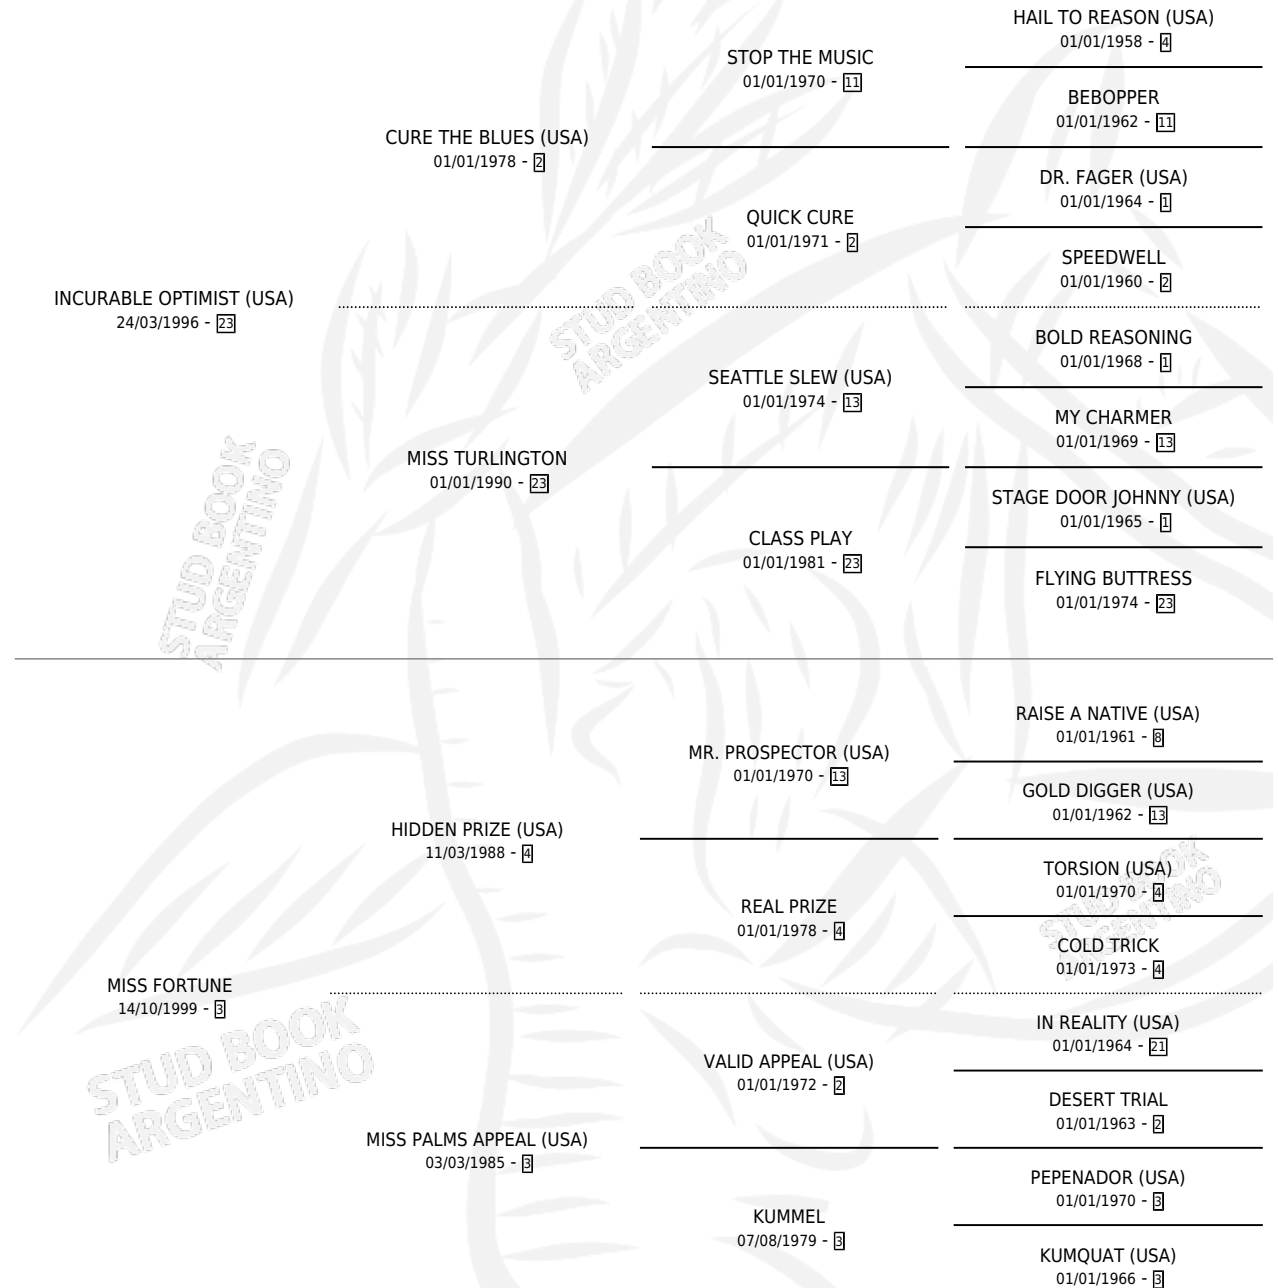 HAIL TO REASON (USA)
01/01/1958 - 4
STOP THE MUSIC
01/01/1970 - 11
BEBOPPER
01/01/1962 - 11
CURE THE BLUES (USA)
01/01/1978 - 2
DR. FAGER (USA)
01/01/1964 - 1
QUICK CURE
01/01/1971 - 2
SPEEDWELL
01/01/1960 - 2
INCURABLE OPTIMIST (USA)
24/03/1996 - 23
BOLD REASONING
01/01/1968 - 1
SEATTLE SLEW (USA)
01/01/1974 - 13
MY CHARMER
01/01/1969 - 13
MISS TURLINGTON
01/01/1990 - 23
STAGE DOOR JOHNNY (USA)
01/01/1965 - 1
CLASS PLAY
01/01/1981 - 23
FLYING BUTTRESS
01/01/1974 - 23
RAISE A NATIVE (USA)
01/01/1961 - 8
MR. PROSPECTOR (USA)
01/01/1970 - 13
GOLD DIGGER (USA)
01/01/1962 - 13
HIDDEN PRIZE (USA)
11/03/1988 - 4
TORSION (USA)
01/01/1970 - 4
REAL PRIZE
01/01/1978 - 4
COLD TRICK
01/01/1973 - 4
MISS FORTUNE
14/10/1999 - 3
IN REALITY (USA)
01/01/1964 - 21
VALID APPEAL (USA)
01/01/1972 - 2
DESERT TRIAL
01/01/1963 - 2
MISS PALMS APPEAL (USA)
03/03/1985 - 3
PEPENADOR (USA)
01/01/1970 - 3
KUMMEL
07/08/1979 - 3
KUMQUAT (USA)
01/01/1966 - 3
STUD BOOK
ARGENTINO
STUD BOOK
ARGENTINO
STUD BOOK
ARGENTINO
STUD BOOK
ARGENTINO